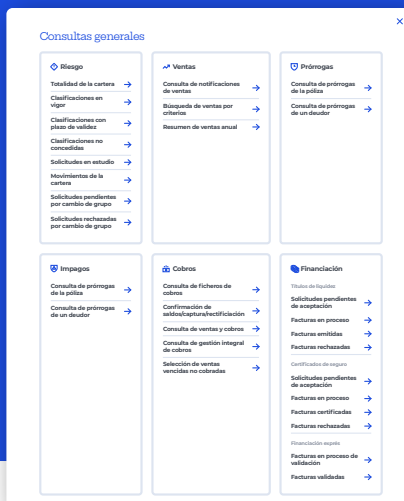 Consultas generales
Riesgo
Totalidad de la cartera
Clasificaciones en
vigor
Clasificaciones con
plazo de validez
Clasificaciones no
concedidas
Solicitudes en estudio
Movimientos de la
cartera
Solicitudes pendientes
por cambio de grupo
Solicitudes rechazadas
por cambio de grupo
Ventas
Consulta de notificaciones
de ventas
Búsqueda de ventas por
criterios
Resumen de ventas anual
Prórrogas
Consulta de prórrogas
de la póliza
Consulta de prórrogas
de un deudor
Impagos
Consulta de prórrogas
de la póliza
Consulta de prórrogas
de un deudor
Cobros
Consulta de ficheros de
cobros
Confirmación de
saldos/captura/rectificiación
Consulta de ventas y cobros
Consulta de gestión integral
de cobros
Selección de ventas
vencidas no cobradas
Financiación
Títulos de liquidez
Solicitudes pendientes
de aceptación
Facturas en proceso
Facturas emitidas
Facturas rechazadas
Certificados de seguro
Solicitudes pendientes
de aceptación
Facturas en proceso
Facturas certificadas
Facturas rechazadas
Financiación exprés
Facturas en proceso de
validación
Facturas validadas